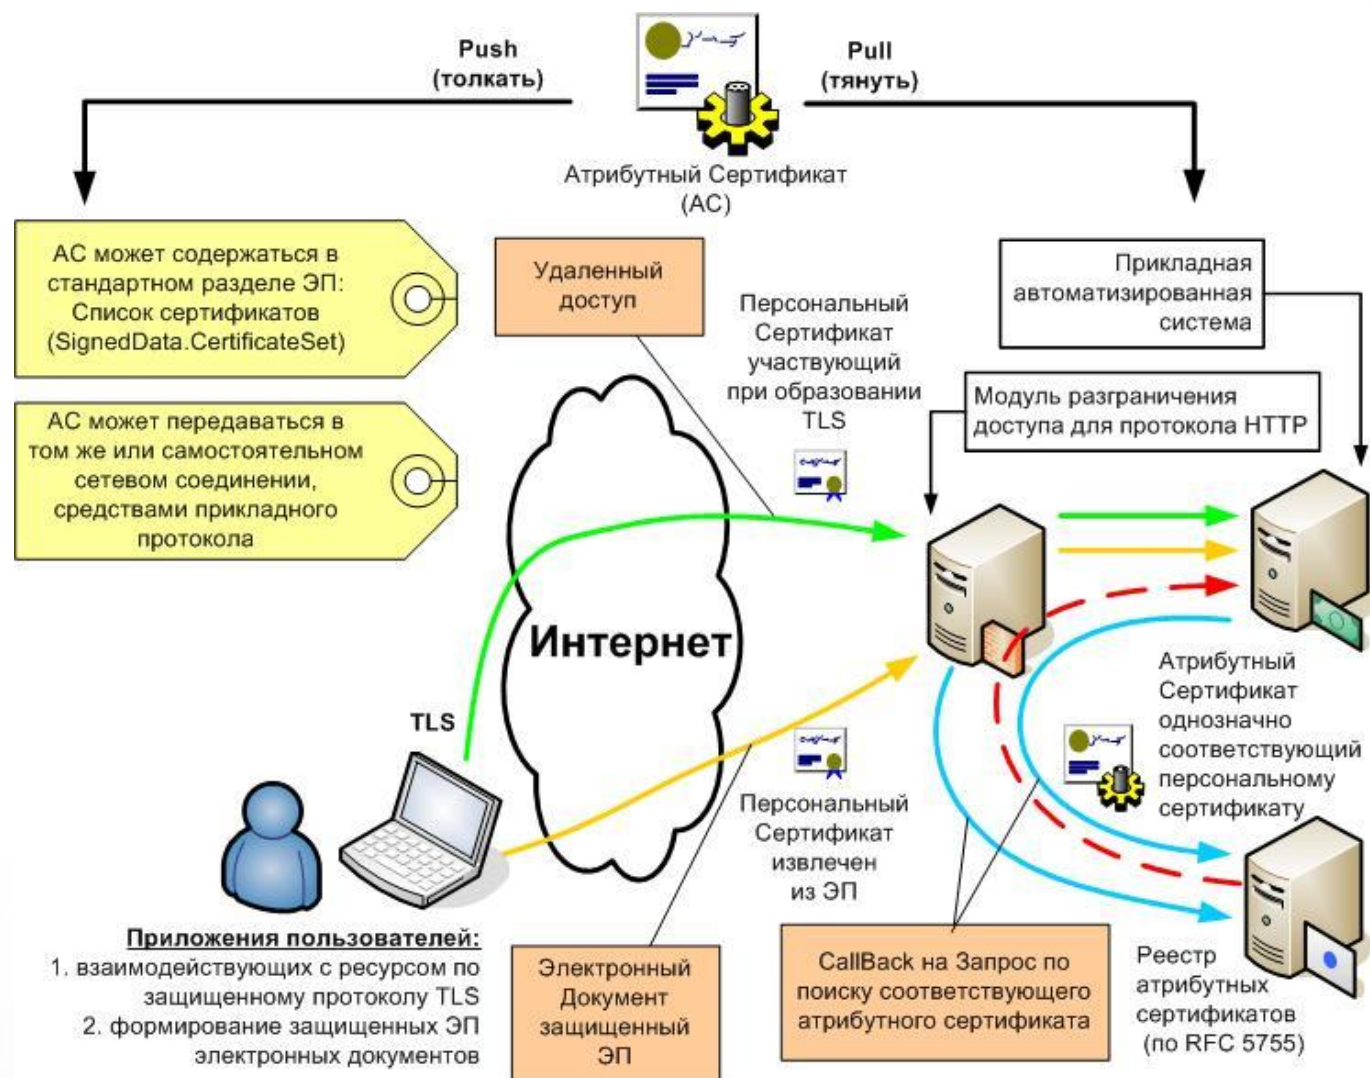 Push
(толкать)
Pull
(тянуть)
Атрибутный Сертификат
(АС)
АС может содержаться в
стандартном разделе ЭП:
Список сертификатов
(SignedData.CertificateSet)
АС может передаваться в
том же или самостоятельном
сетевом соединении,
средствами прикладного
протокола
Удаленный
доступ
Персональный
Сертификат
участвующий
при образовании
TLS
Прикладная
автоматизированная
система
Модуль разграничения
доступа для протокола HTTP
Интернет
TLS
Персональный
Сертификат
извлечен
из ЭП
Атрибутный
Сертификат
однозначно
соответствующий
персональному
сертификату
Приложения пользователей:
1. взаимодействующих с ресурсом по
защищенному протоколу TLS
2. формирование защищенных ЭП
электронных документов
Электронный
Документ
защищенный
ЭП
CallBack на Запрос по
поиску соответствующего
атрибутного сертификата
Реестр
атрибутных
сертификатов
(по RFC 5755)